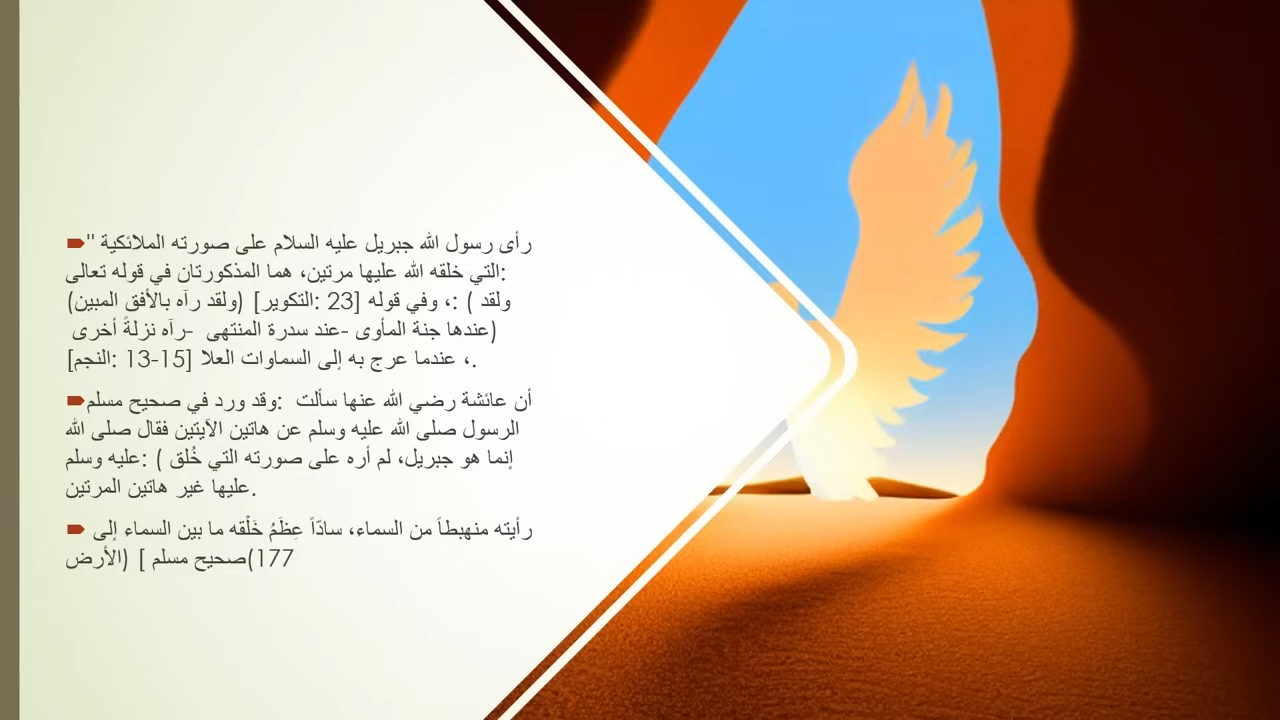 " رأى رسول الله جبريل عليه السلام على صورته الملائكية
التي خلقه الله عليها مرتين، هما المذكورتان في قوله تعالى:
(ولقد رآه بالأفق المبين) [التكوير: 23] ،: وفي قوله ( ولقد
رآه نزلةً أخرى - عند سدرة المنتهى- عندها جنة المأوى)
[النجم: 13-15] ، عندما عرج به إلى السماوات العلا.
وقد ورد في صحيح مسلم: أن عائشة رضي الله عنها سألت
الرسول صلى الله عليه وسلم عن هاتين الآيتين فقال صلى الله
عليه وسلم: ( إنما هو جبريل، لم أره على صورته التي خُلق
عليها غير هاتين المرتين.
رأيته منهبطاً من السماء، سادّاً عِظَمُ خَلْقه ما بين السماء إلى
الأرض) [ صحيح مسلم(177